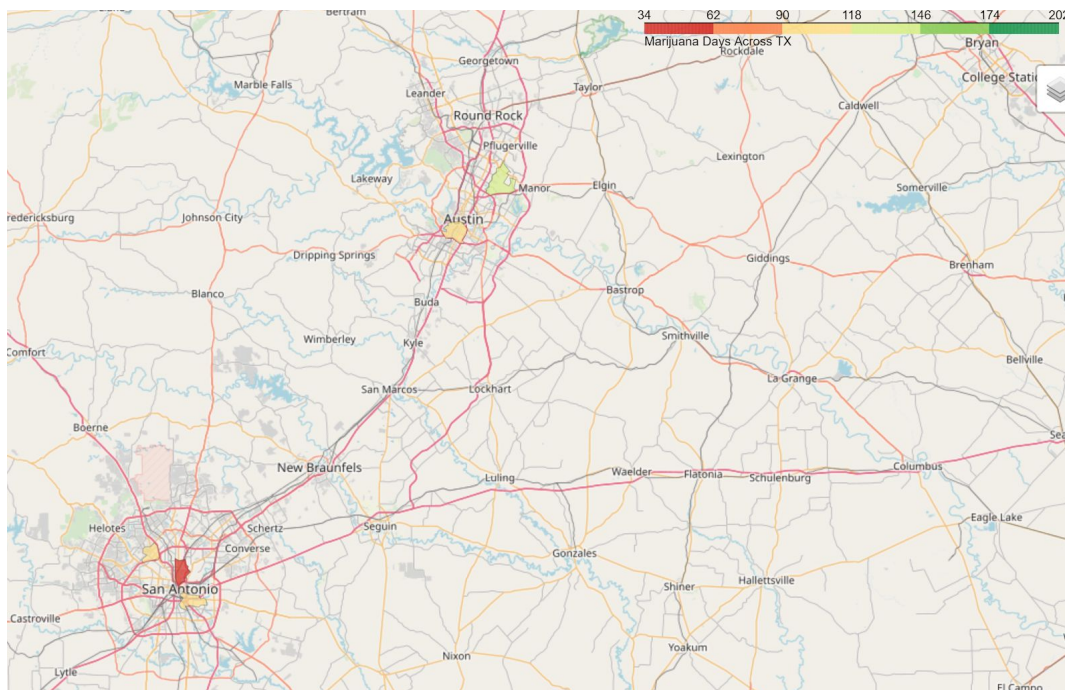 34 62 90 118 146 174 202
Marijuana Days Across TX
Bertram
Georgetown
Rockdale
Bryan
College Statio
Marble Falls
Leander
Taylor
Caldwell
Round Rock
Pflugerville
Lexington
Lakeway
Manor
Elgin
Somerville
redericksburg
Johnson City
Austin
Dripping Springs
Giddings
Brenham
Blanco
Buda
Bastrop
Wimberley
Kyle
Smithville
Comfort
Bellville
San Marcos
Lockhart
La Grange
Boerne
Sea
New Braunfels
Luling
Waelder
Flatonia
Schulenburg
Columbus
Helotes
Schertz
Seguin
Eagle Lake
Converse
Gonzales
San Antonio
Shiner
Hallettsville
Castroville
Yoakum
Nixon
Lytle
El Campo